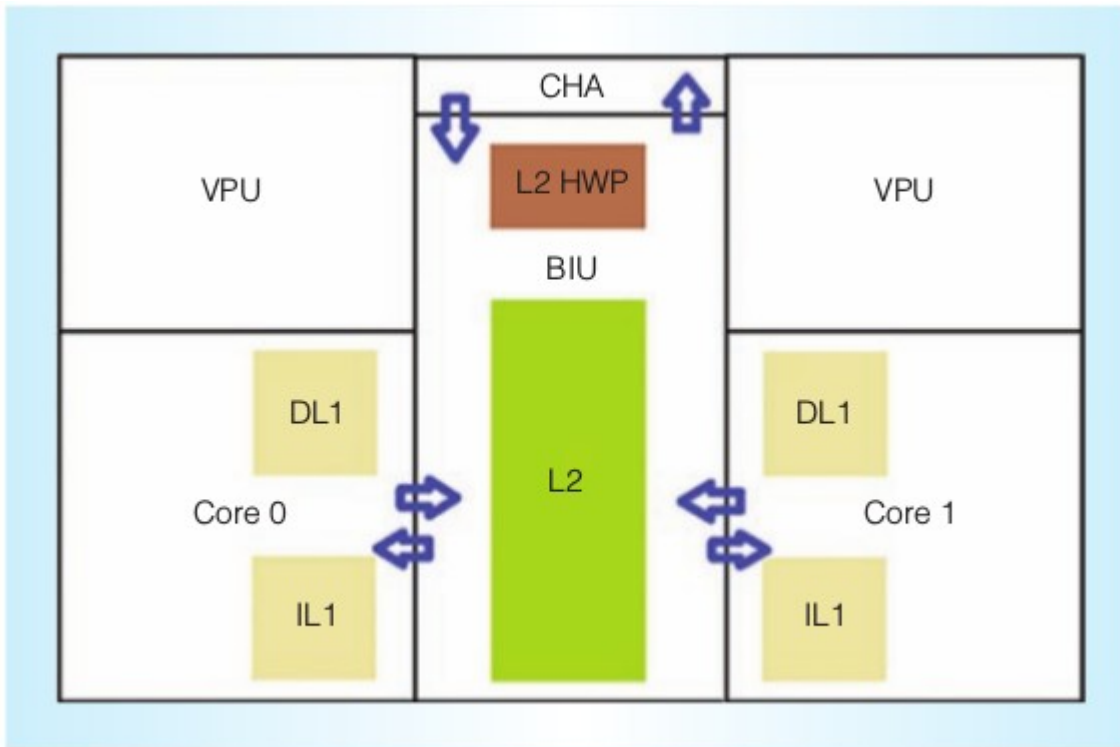 CHA
VPU
L2 HWP
VPU
BIU
DL1
DL1
L2
Core 0
Core 1
IL1
IL1